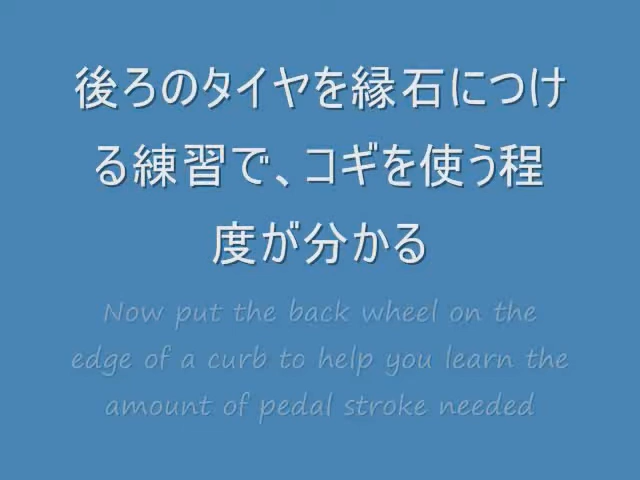 後ろのタイヤを縁石につけ
る練習で、コギを使う程
度が分かる
Now put the back wheel on the
edge of a curb to help you learn the
amount of pedal stroke needed